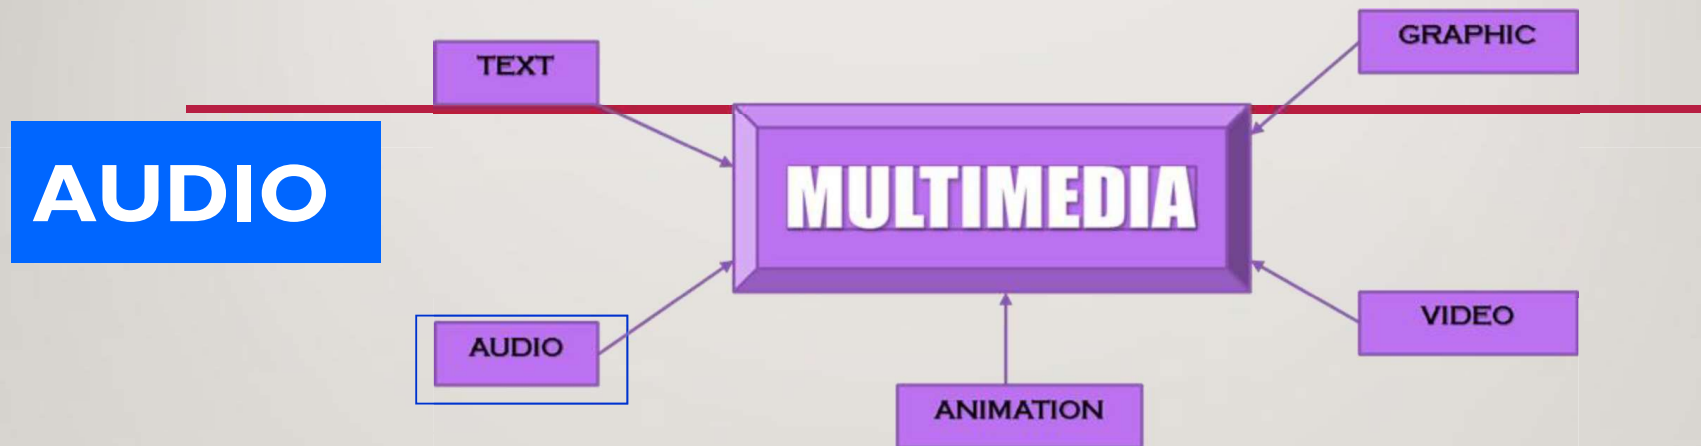 GRAPHIC
TEXT
AUDIO
MULTIMEDIA
VIDEO
AUDIO
ANIMATION